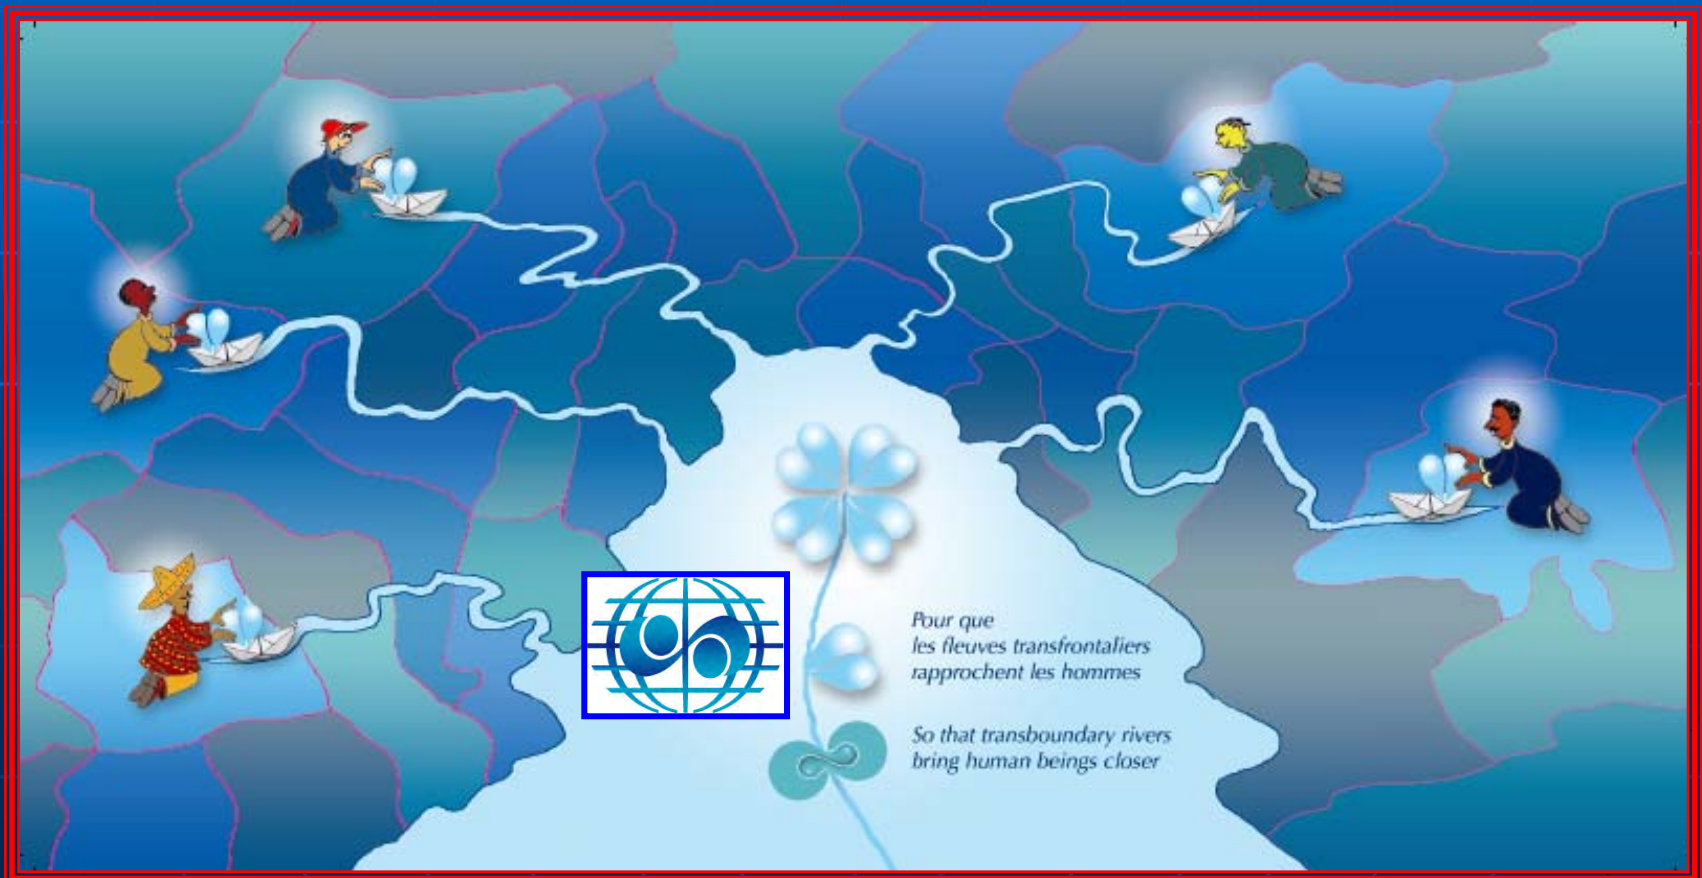 Pour que
les fleuves transfrontaliers
rapprochent les hommes
So that transboundary rivers
bring human beings closer